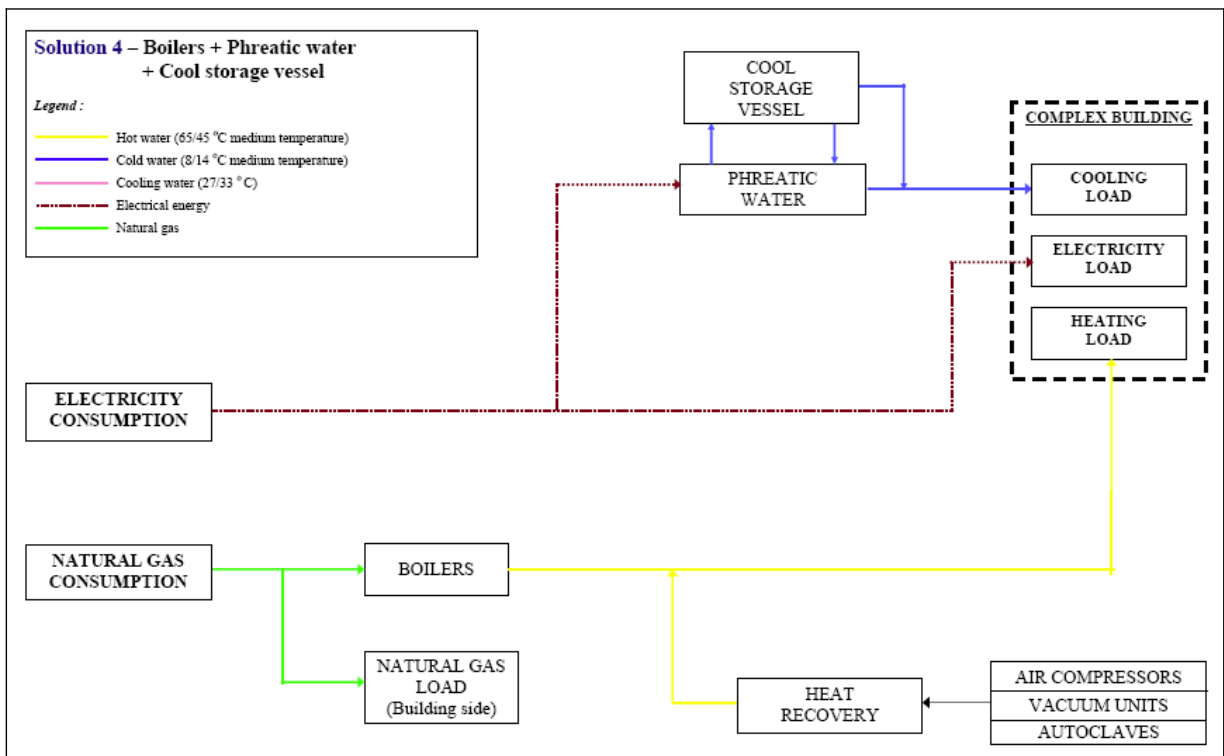 Solution 4 – Boilers + Phreatic water
+ Cool storage vessel
Legend :
Hot water (65/45 °C medium temperature)
Cold water (8/14 °C medium temperature)
Cooling water (27/33 °C)
Electrical energy
Natural gas
COOL
STORAGE
VESSEL
PHREATIC
WATER
COMPLEX BUILDING
COOLING
LOAD
ELECTRICITY
LOAD
HEATING
LOAD
ELECTRICITY
CONSUMPTION
NATURAL GAS
CONSUMPTION
BOILERS
NATURAL GAS
LOAD
(Building side)
HEAT
RECOVERY
AIR COMPRESSORS
VACUUM UNITS
AUTOCLAVES